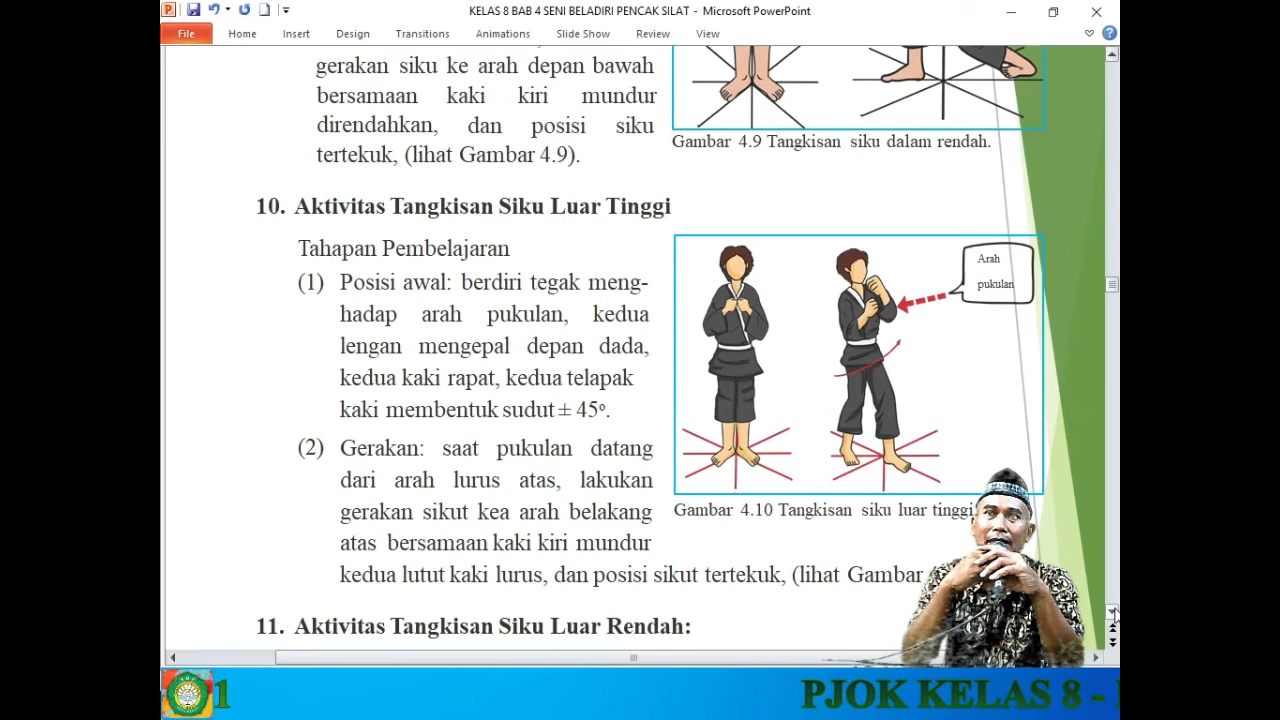 KELAS 8 BAB 4 SENI BELADIRI PENCAK SILAT - Microsoft PowerPoint
File Home Insert Design Transitions Animations Slide Show Review View
gerakan siku ke arah depan bawah
bersamaan kaki kiri mundur
direndahkan, dan posisi siku
tertekuk, (lihat Gambar 4.9).
Gambar 4.9 Tangkisan siku dalam rendah.
10. Aktivitas Tangkisan Siku Luar Tinggi
Tahapan Pembelajaran
(1) Posisi awal: berdiri tegak meng-
hadap arah pukulan, kedua
lengan mengepal depan dada,
kedua kaki rapat, kedua telapak
kaki membentuk sudut ± 45º.
(2) Gerakan: saat pukulan datang
dari arah lurus atas, lakukan
gerakan sikut kea arah belakang
atas bersamaan kaki kiri mundur
kedua lutut kaki lurus, dan posisi sikut tertekuk, (lihat Gambar
Arah
pukulan
Gambar 4.10 Tangkisan siku luar tinggi.
11. Aktivitas Tangkisan Siku Luar Rendah:
1 PJOK KELAS 8 -